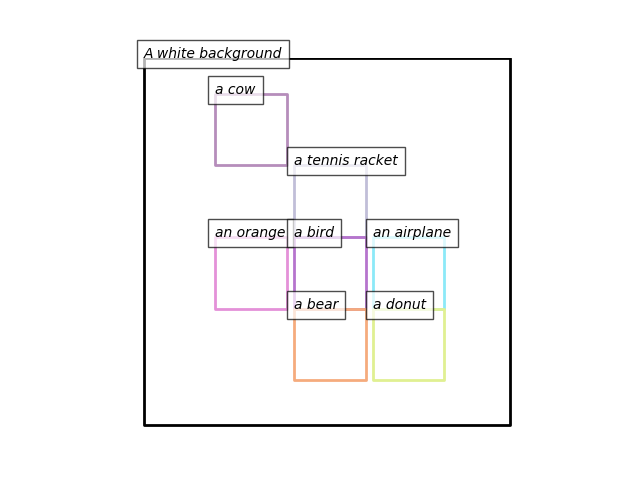 A white background
a cow
a tennis racket
an orange
a bird
an airplane
a bear
a donut